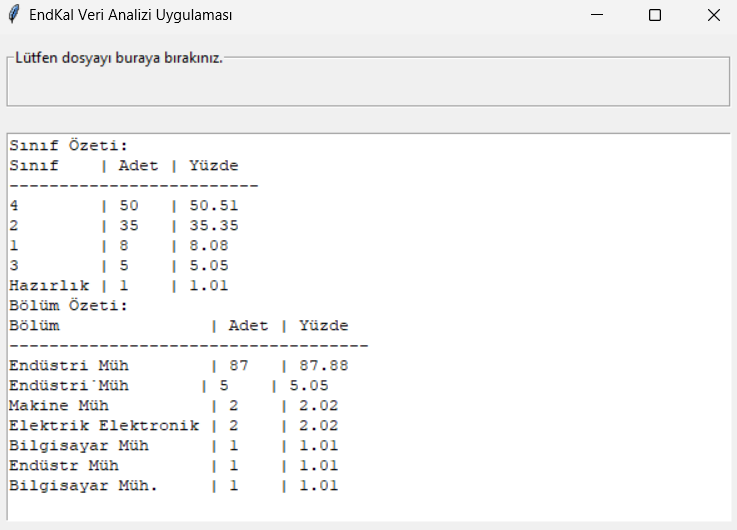 EndKal Veri Analizi Uygulaması
Lütfen dosyayı buraya bırakınız.
Sınıf Özeti:
Sınıf    | Adet | Yüzde
-------------------------
4        | 50   | 50.51
2        | 35   | 35.35
1        | 8    | 8.08
3        | 5    | 5.05
Hazırlık | 1    | 1.01
Bölüm Özeti:
Bölüm               | Adet | Yüzde
------------------------------------
Endüstri Müh        | 87   | 87.88
Endüstri̇ Müh       | 5    | 5.05
Makine Müh          | 2    | 2.02
Elektrik Elektronik | 2    | 2.02
Bilgisayar Müh      | 1    | 1.01
Endüstr Müh         | 1    | 1.01
Bilgisayar Müh.     | 1    | 1.01